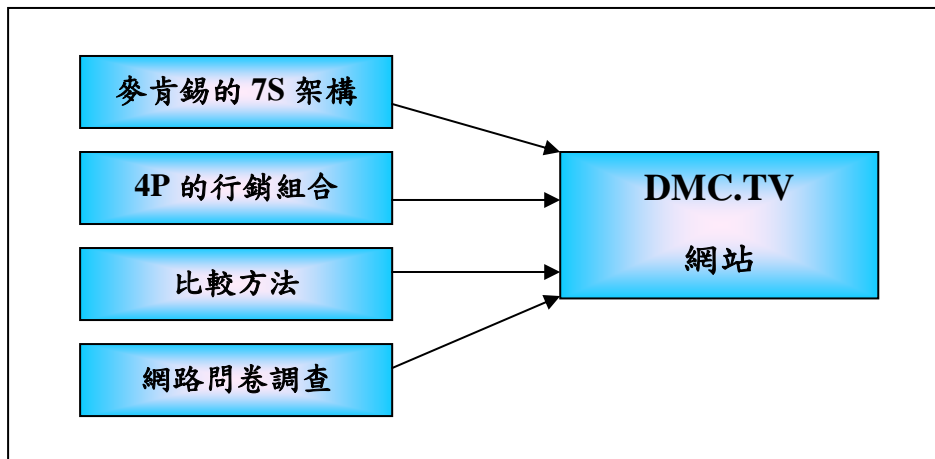 麥肯錫的 7S 架構
4P 的行銷組合
比較方法
網路問卷調查
DMC.TV
網站